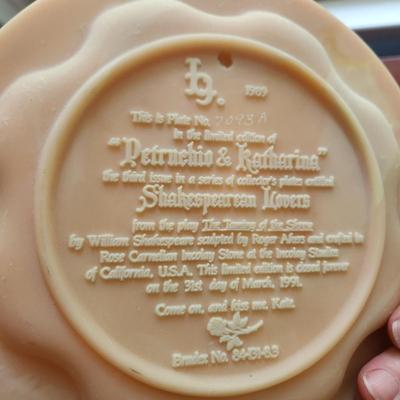 1989
This is Plate No. 7093 A
in the limited edition of
"Petruchio & Katharina"
the third issue in a series of collector's plates entitled
Shakespearean Lovers
from the play The Taming of the Shrew
by William Shakespeare sculpted by Roger Akers and crafted in
Rose Carnelian Incolay Stone at the Incolay Studios
of California, U.S.A. This limited edition is closed forever
on the 31st day of March, 1991.
Come on, and kiss me, Kate.
Bradex No. 84-I31-8.3